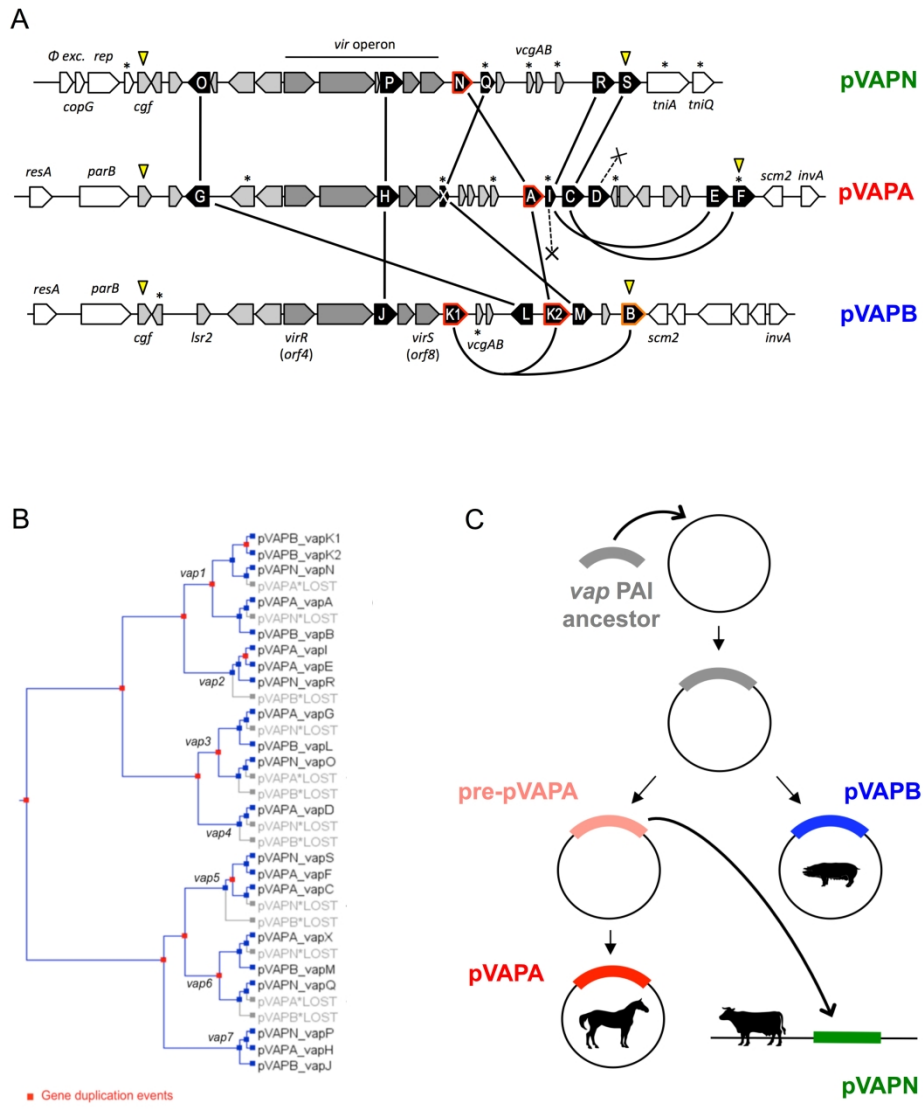 A
vir operon
Φ exc. rep * O P N Q vcgAB * * * R S * * * pVAPN
copG cgf tniA tniQ
resA parB G * H X * * * A I * C D * E F * scm2 invA pVAPA
resA parB * O J K1 L K2 M B pVAPB
cgf lsr2 virR virS vcgAB * scm2 invA
(orf4) (orf8)
B
pVAPB_vapK1
pVAPB_vapK2
pVAPN_vapN
vap1
pVAPA*LOST
pVAPA_vapA
pVAPN*LOST
pVAPB_vapB
pVAPA_vapI
pVAPA_vapE
vap2
pVAPN_vapR
pVAPB*LOST
pVAPA_vapG
pVAPN*LOST
vap3
pVAPB_vapL
pVAPN_vapO
pVAPA*LOST
pVAPB*LOST
pVAPA_vapD
vap4
pVAPN*LOST
pVAPB*LOST
pVAPN_vapS
vap5
pVAPA_vapF
pVAPA_vapC
pVAPN*LOST
pVAPB*LOST
pVAPA_vapX
pVAPN*LOST
vap6
pVAPB_vapM
pVAPN_vapQ
pVAPA*LOST
pVAPB*LOST
vap7
pVAPN_vapP
pVAPA_vapH
pVAPB_vapJ
Gene duplication events
C
vap PAI
ancestor
pre-pVAPA
pVAPB
pVAPA
pVAPN